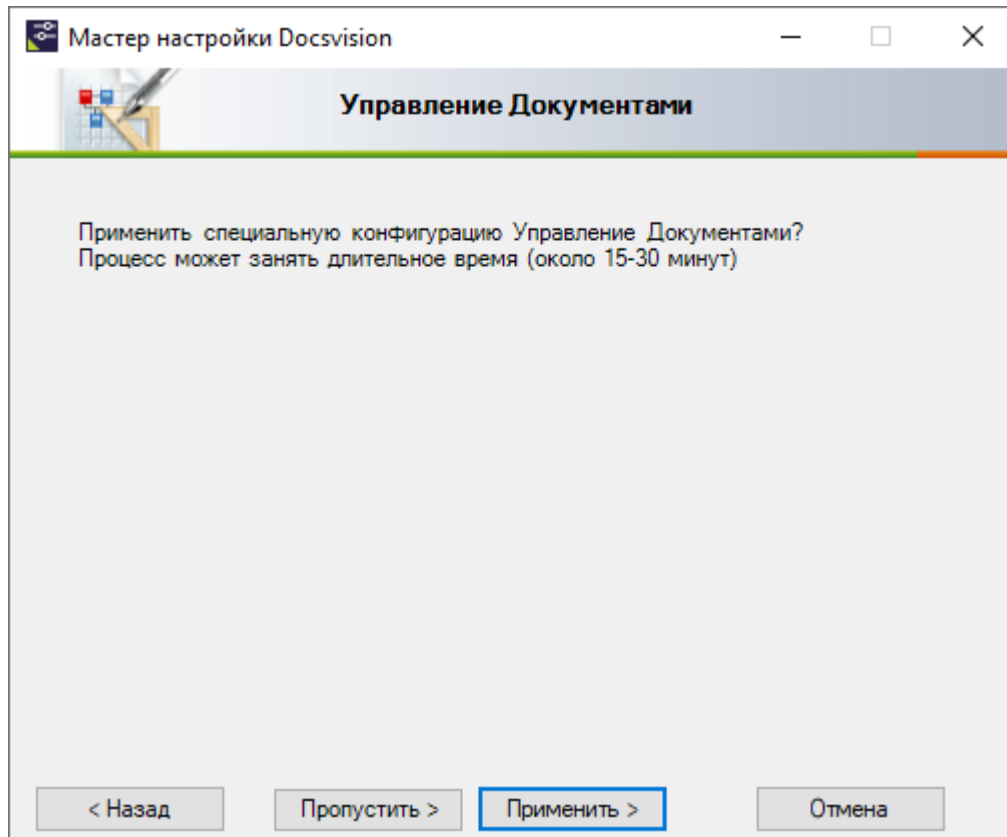 Мастер настройки Docsvision
Управление Документами
Применить специальную конфигурацию Управление Документами?
Процесс может занять длительное время (около 15-30 минут)
< Назад
Пропустить >
Применить >
Отмена